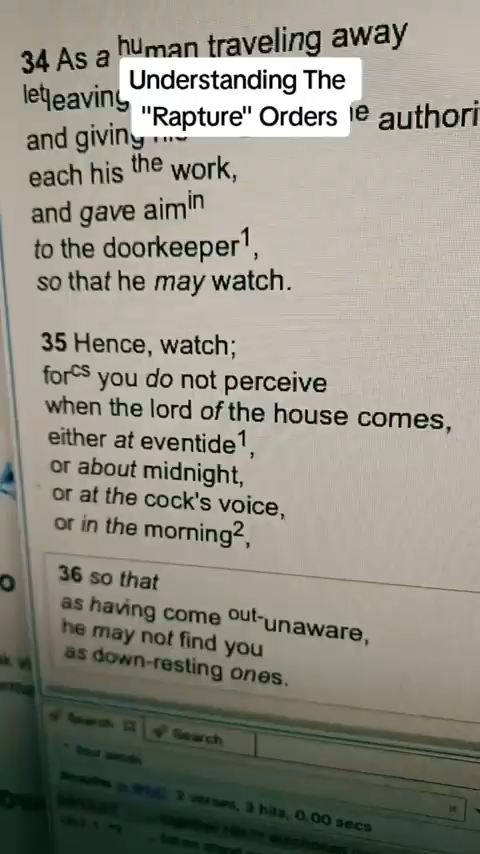 34 As a human traveling away
Understanding The
"Rapture" Orders
letleaving
authori
and giving
each his the work,
and gave aimin
to the doorkeeper1,
so that he may watch.
35 Hence, watch;
forcs you do not perceive
when the lord of the house comes,
either at eventide1,
or about midnight,
or at the cock's voice,
or in the morning2,
36 so that
as having come out-unaware,
he may not find you
as down-resting ones.
Search
Search
2 verses, 3 hits, 0.00 secs